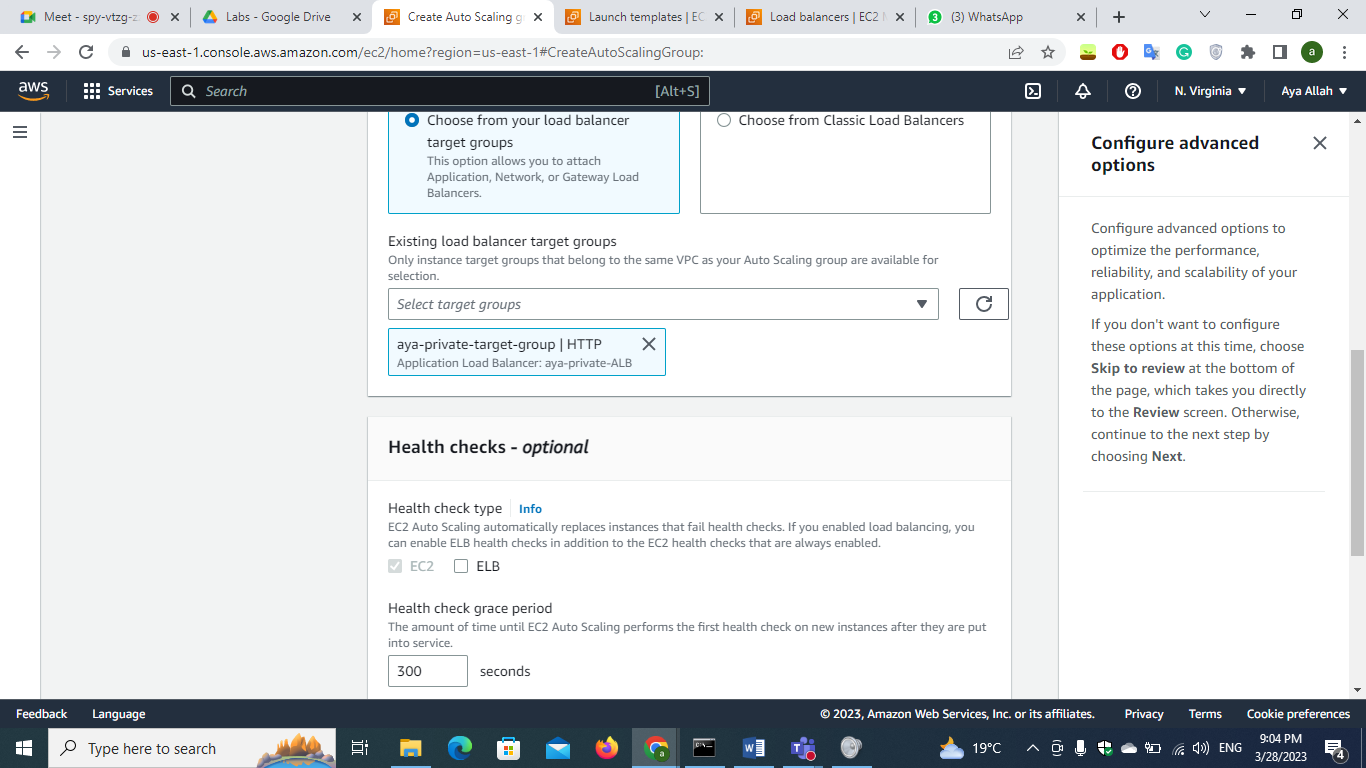 Meet - spy-vtzg-z
Labs - Google Drive
Create Auto Scaling g
Launch templates | EC
Load balancers | EC2 M
3
(3) WhatsApp
us-east-1.console.aws.amazon.com/ec2/home?region=us-east-1#CreateAutoScalingGroup:
a
aws
Services
Search
[Alt+S]
N. Virginia
Aya Allah
Choose from your load balancer
target groups
This option allows you to attach
Application, Network, or Gateway Load
Balancers.
Choose from Classic Load Balancers
Existing load balancer target groups
Only instance target groups that belong to the same VPC as your Auto Scaling group are available for
selection.
Select target groups
aya-private-target-group | HTTP
Application Load Balancer: aya-private-ALB
Health checks - optional
Health check type
Info
EC2 Auto Scaling automatically replaces instances that fail health checks. If you enabled load balancing, you
can enable ELB health checks in addition to the EC2 health checks that are always enabled.
EC2
ELB
Health check grace period
The amount of time until EC2 Auto Scaling performs the first health check on new instances after they are put
into service.
300
seconds
Configure advanced
options
Configure advanced options to
optimize the performance,
reliability, and scalability of your
application.
If you don't want to configure
these options at this time, choose
Skip to review at the bottom of
the page, which takes you directly
to the Review screen. Otherwise,
continue to the next step by
choosing Next.
Feedback
Language
© 2023, Amazon Web Services, Inc. or its affiliates.
Privacy
Terms
Cookie preferences
Type here to search
19°C
ENG
9:04 PM
3/28/2023
4